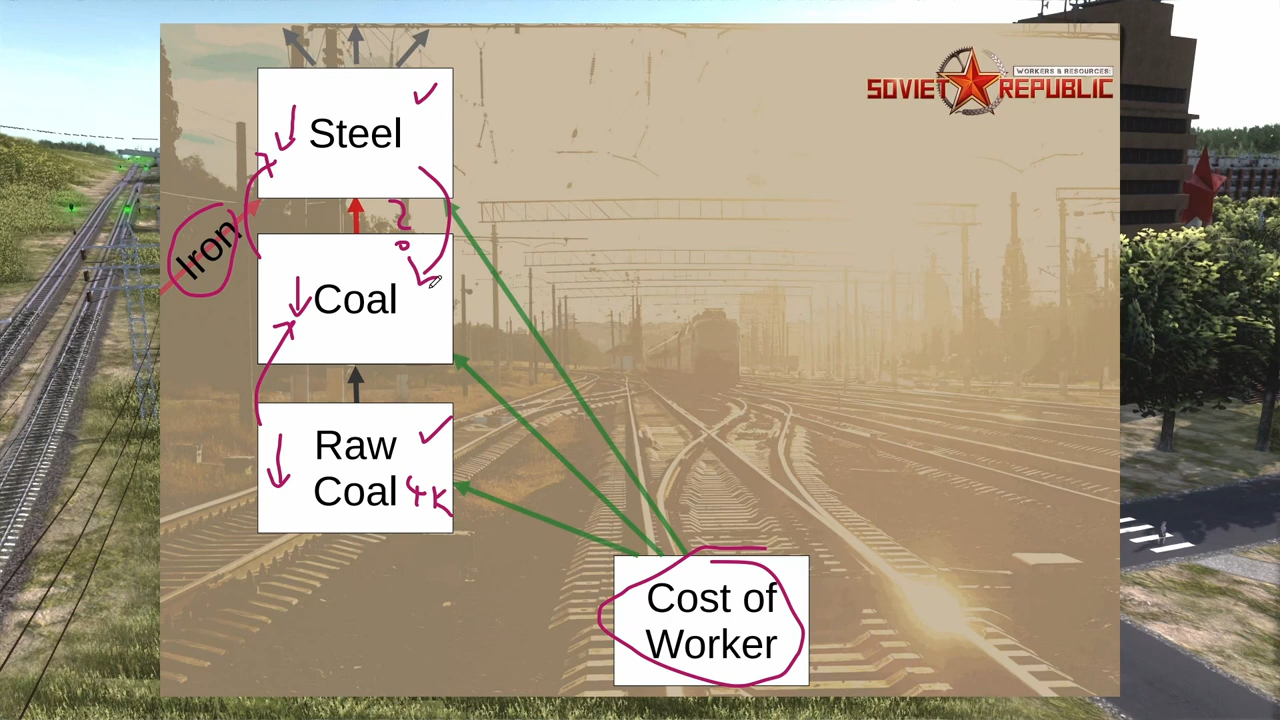 WORKERS & RESOURCES:
SOVIET REPUBLIC
Steel
Iron
Coal
Raw
Coal 4K
Cost of
Worker